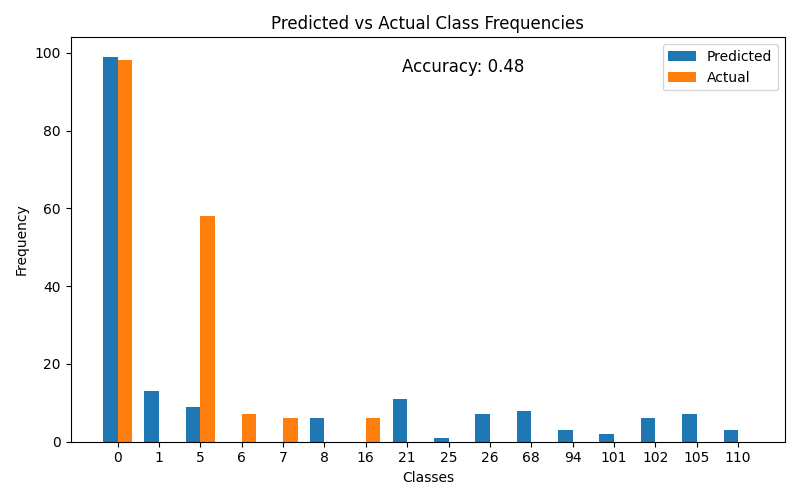 Predicted vs Actual Class Frequencies
Accuracy: 0.48
Predicted
Actual
Frequency
100
80
60
40
20
0
0 1 5 6 7 8 16 21 25 26 68 94 101 102 105 110
Classes